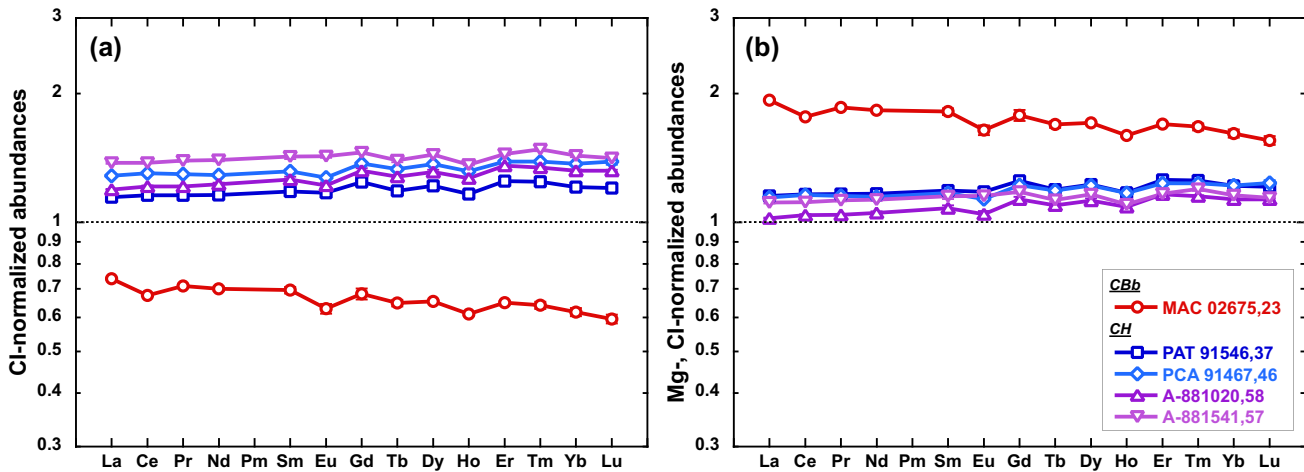 (a)
CI-normalized abundances
3
2
1
0.9
0.8
0.7
0.6
0.5
0.4
0.3
La Ce Pr Nd Pm Sm Eu Gd Tb Dy Ho Er Tm Yb Lu
(b)
Mg-, CI-normalized abundances
3
2
1
0.9
0.8
0.7
0.6
0.5
0.4
0.3
CBb
MAC 02675,23
CH
PAT 91546,37
PCA 91467,46
A-881020,58
A-881541,57
La Ce Pr Nd Pm Sm Eu Gd Tb Dy Ho Er Tm Yb Lu